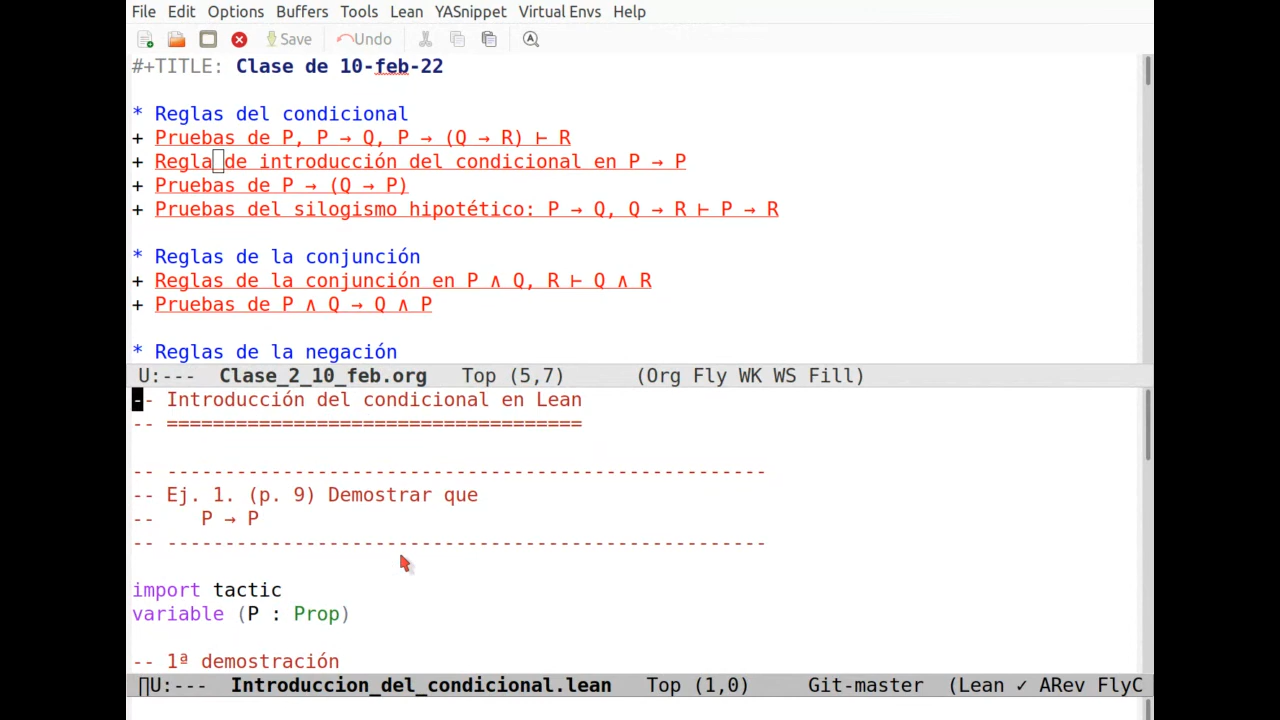 File Edit Options Buffers Tools Lean YASnippet Virtual Envs Help
Save Undo
#+TITLE: Clase de 10-feb-22
* Reglas del condicional
+ Pruebas de P, P → Q, P → (Q → R) ⊢ R
+ Regla de introducción del condicional en P → P
+ Pruebas de P → (Q → P)
+ Pruebas del silogismo hipotético: P → Q, Q → R ⊢ P → R
* Reglas de la conjunción
+ Reglas de la conjunción en P ∧ Q, R ⊢ Q ∧ R
+ Pruebas de P ∧ Q → Q ∧ P
* Reglas de la negación
U:--- Clase_2_10_feb.org Top (5,7) (Org Fly WK WS Fill)
-- Introducción del condicional en Lean
-- ====================================
-- ----------------------------------------------------
-- Ej. 1. (p. 9) Demostrar que
-- P → P
-- ----------------------------------------------------
import tactic
variable (P : Prop)
-- 1ª demostración
∏U:--- Introduccion_del_condicional.lean Top (1,0) Git-master (Lean ✓ ARev FlyC